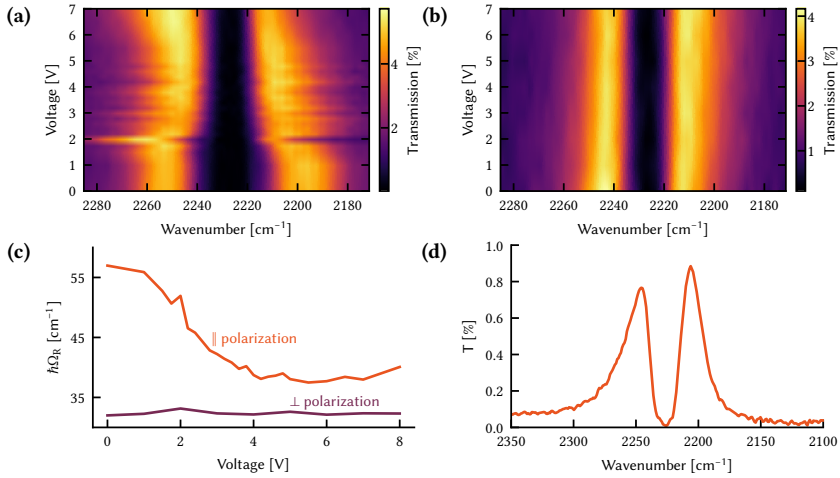 (a)
7
6
5
4
3
2
1
0
Voltage [V]
2280 2260 2240 2220 2200 2180
Wavenumber [cm⁻¹]
4
2
Transmission [%]
(b)
7
6
5
4
3
2
1
0
Voltage [V]
2280 2260 2240 2220 2200 2180
Wavenumber [cm⁻¹]
4
3
2
1
Transmission [%]
(c)
55
45
35
ℏΩR [cm⁻¹]
∥ polarization
⊥ polarization
0 2 4 6 8
Voltage [V]
(d)
1.0
0.8
0.6
0.4
0.2
0.0
T [%]
2350 2300 2250 2200 2150 2100
Wavenumber [cm⁻¹]